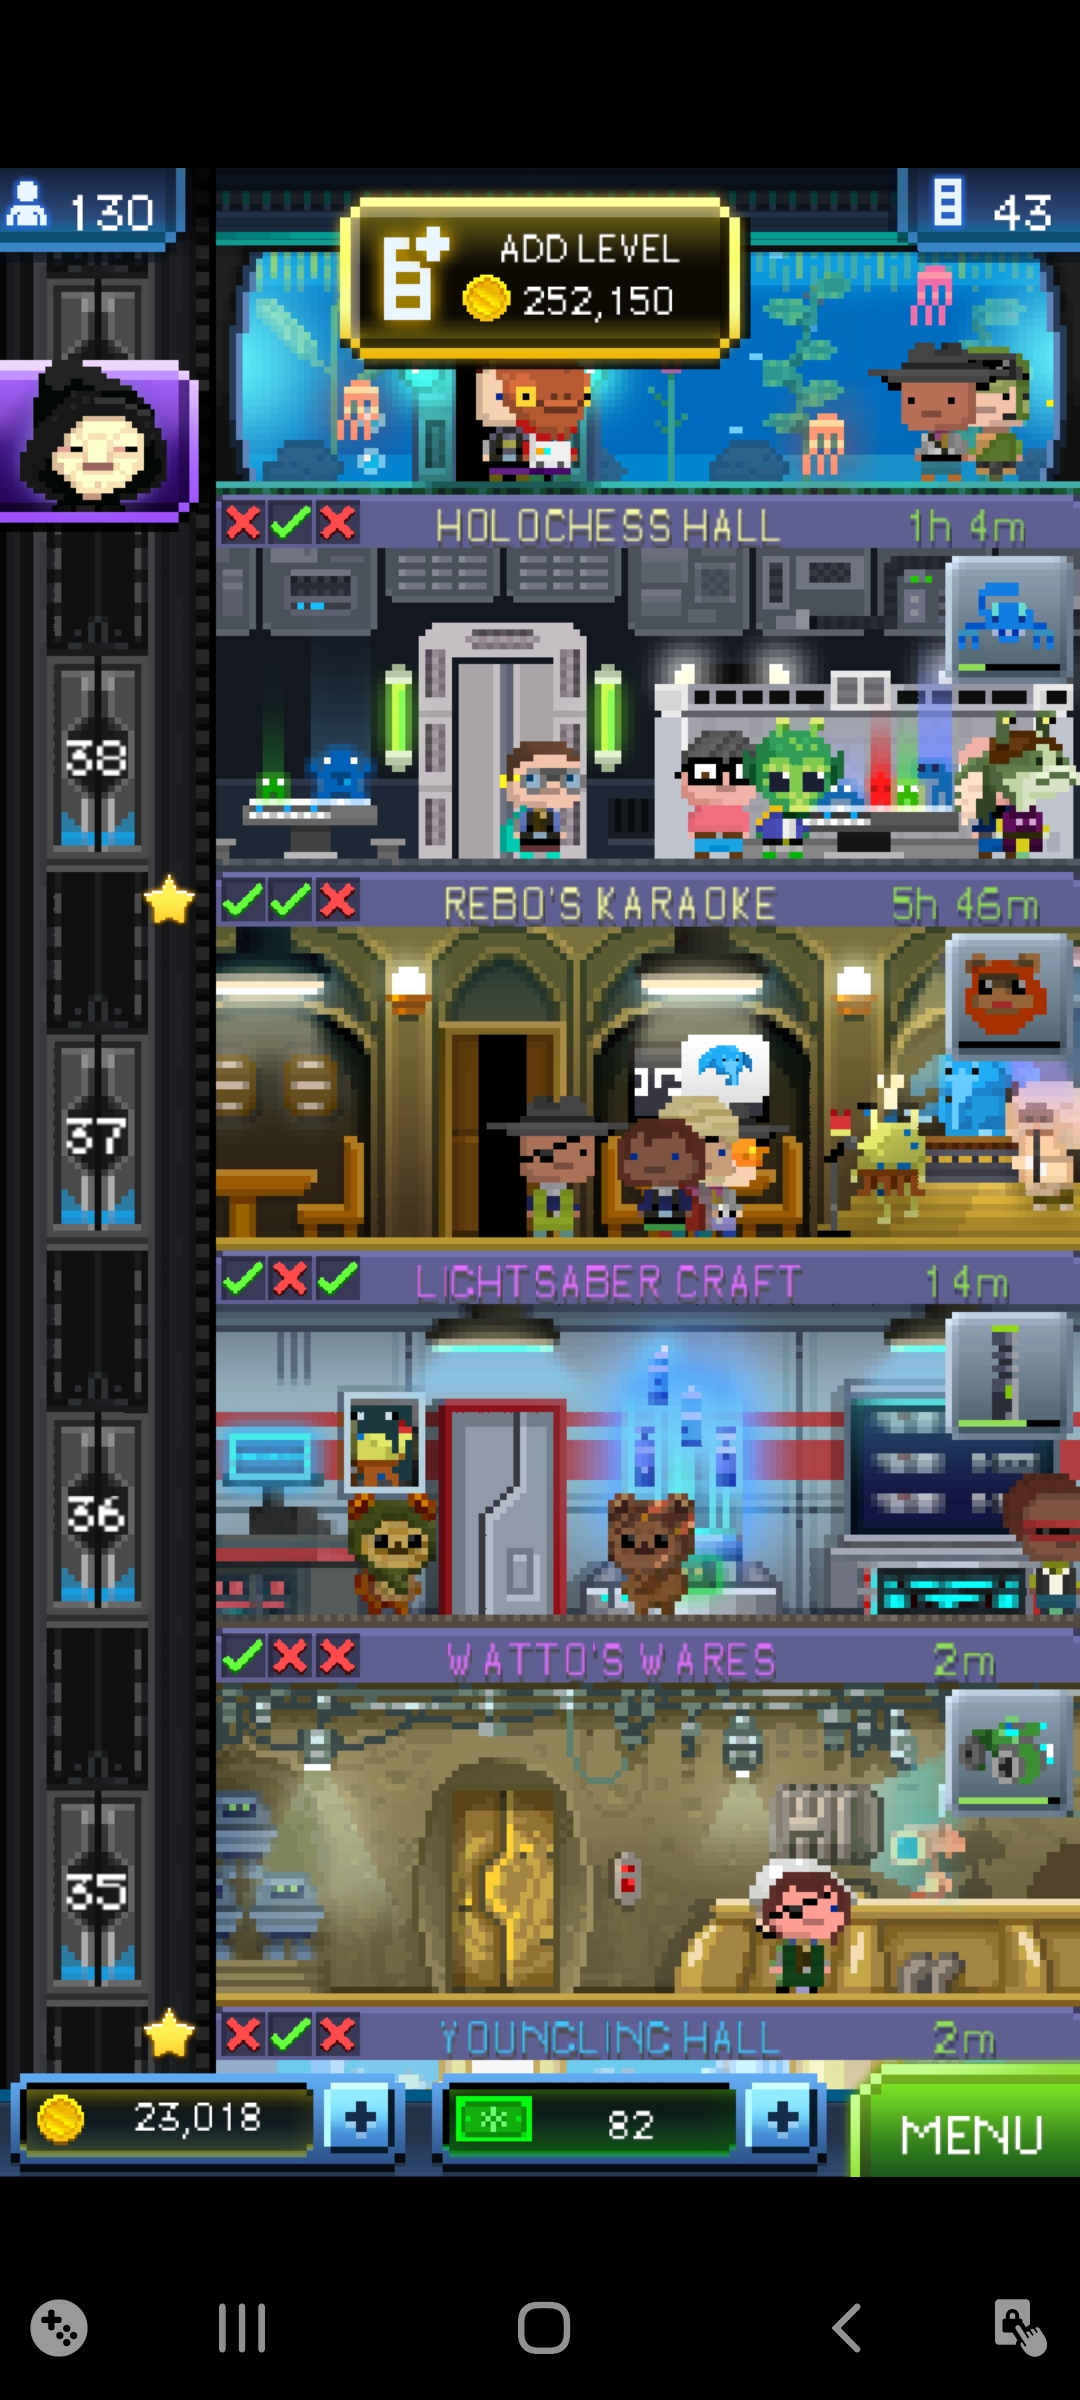 130
43
ADD LEVEL
252,150
HOLOCHESS HALL 1h 4m
38
REBO'S KARAOKE 5h 46m
37
LIGHTSABER CRAFT 14m
36
WATTO'S WARES 2m
35
YOUNGLING HALL 2m
23,018
82
MENU